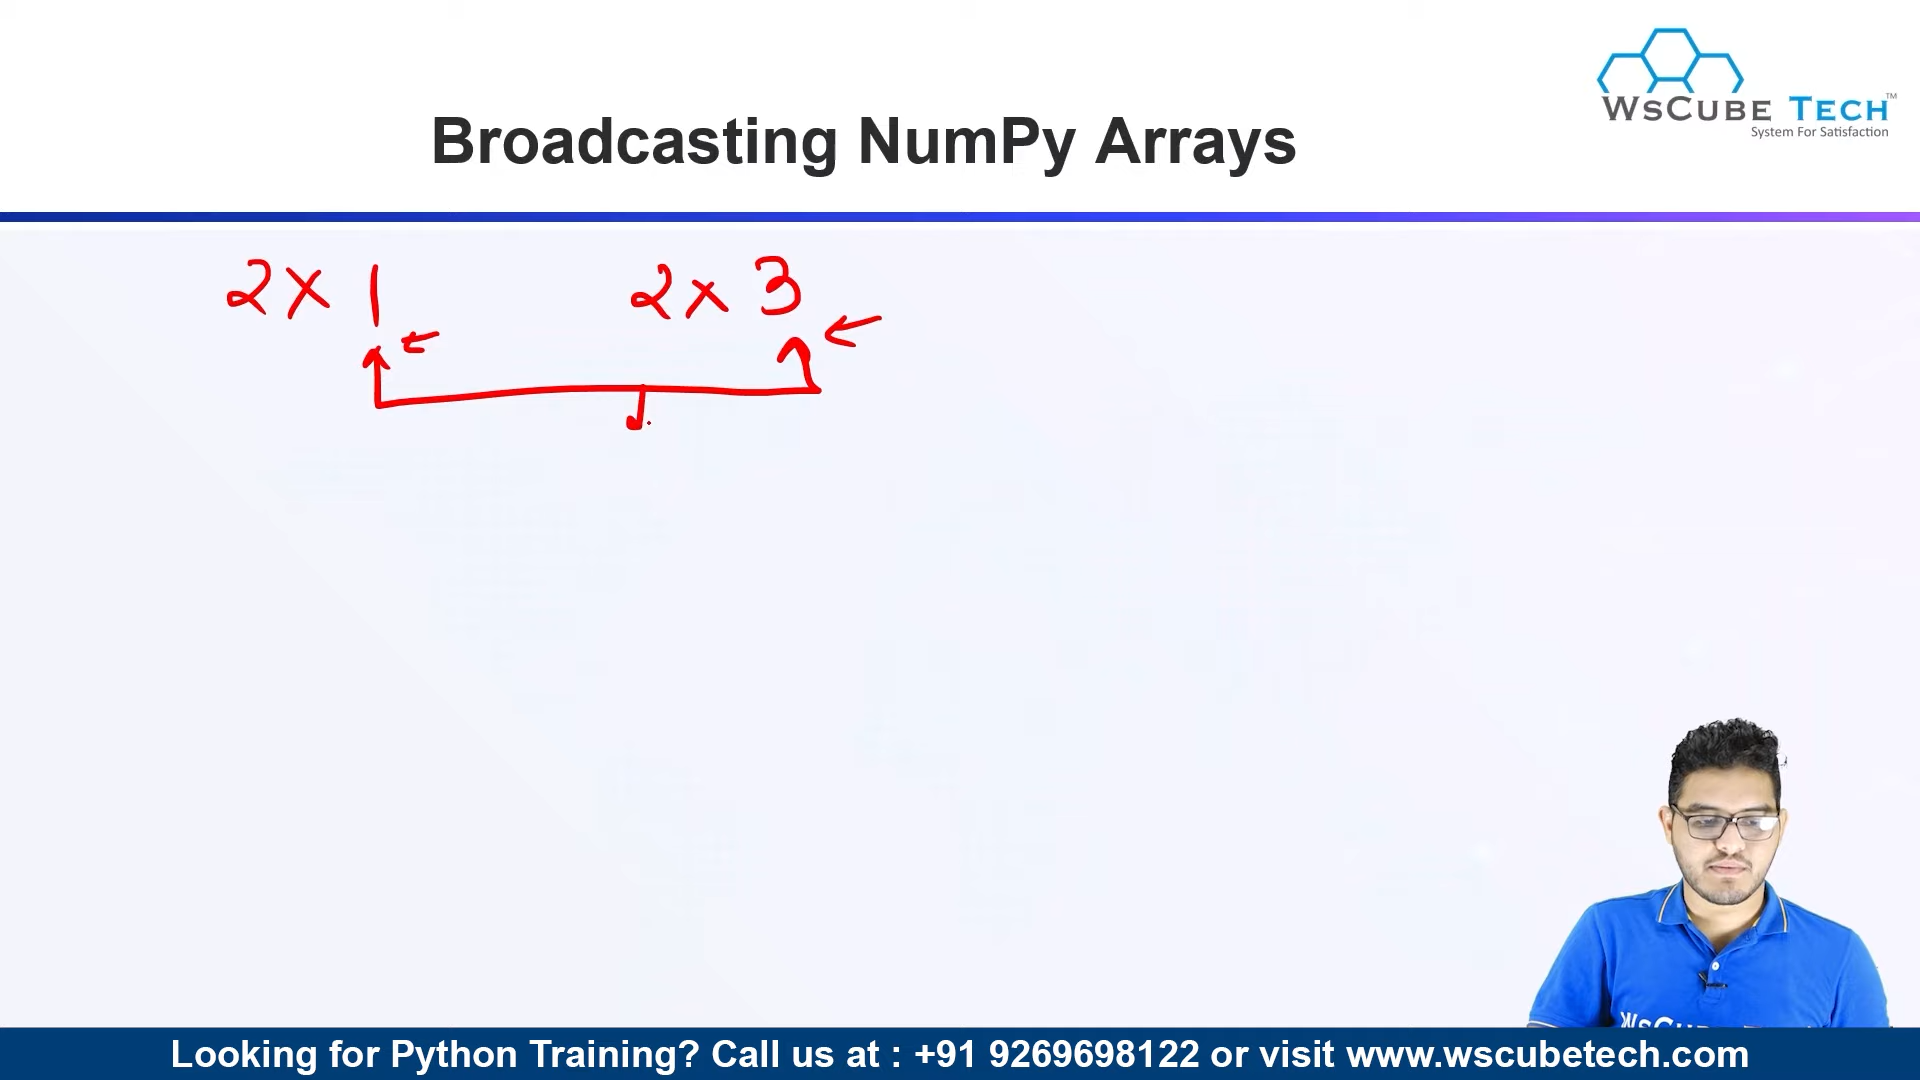 WsCube Tech™
System For Satisfaction
Broadcasting NumPy Arrays
2 x 1 2 x 3
Looking for Python Training? Call us at : +91 9269698122 or visit www.wscubetech.com